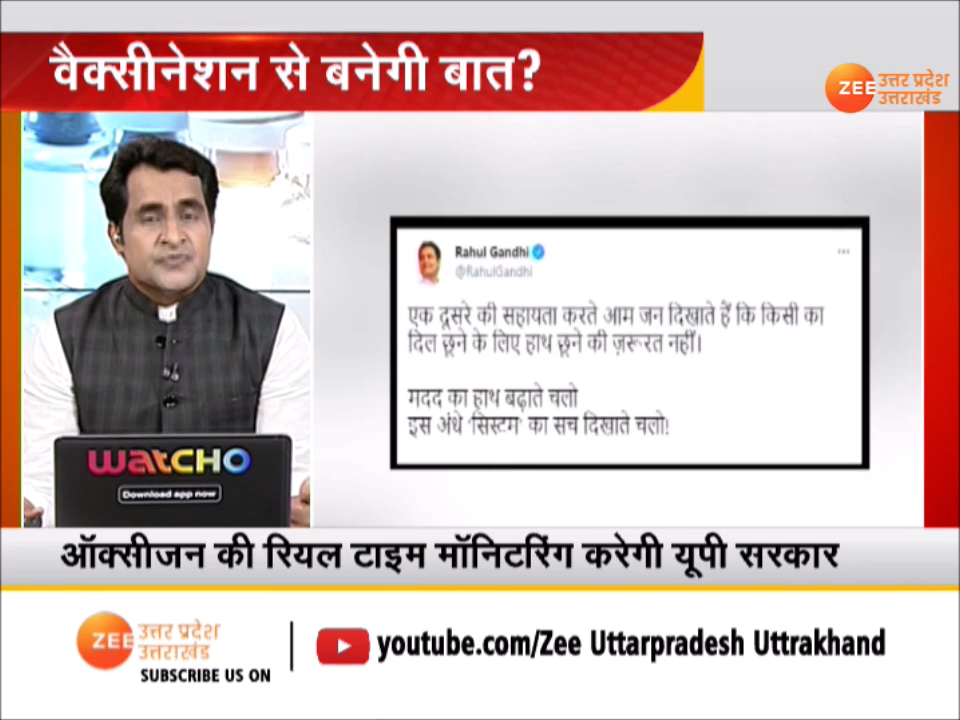 वैक्सीनेशन से बनेगी बात?
ZEE उत्तर प्रदेश
उत्तराखंड
Rahul Gandhi
@RahulGandhi
एक दूसरे की सहायता करते आम जन दिखाते हैं कि किसी का
दिल छूने के लिए हाथ छूने की ज़रूरत नहीं।
मदद का हाथ बढ़ाते चलो
इस अंधे 'सिस्टम' का सच दिखाते चलो!
WATCHO
Download app now
ऑक्सीजन की रियल टाइम मॉनिटरिंग करेगी यूपी सरकार
ZEE उत्तर प्रदेश
उत्तराखंड
SUBSCRIBE US ON
youtube.com/Zee Uttarpradesh Uttrakhand